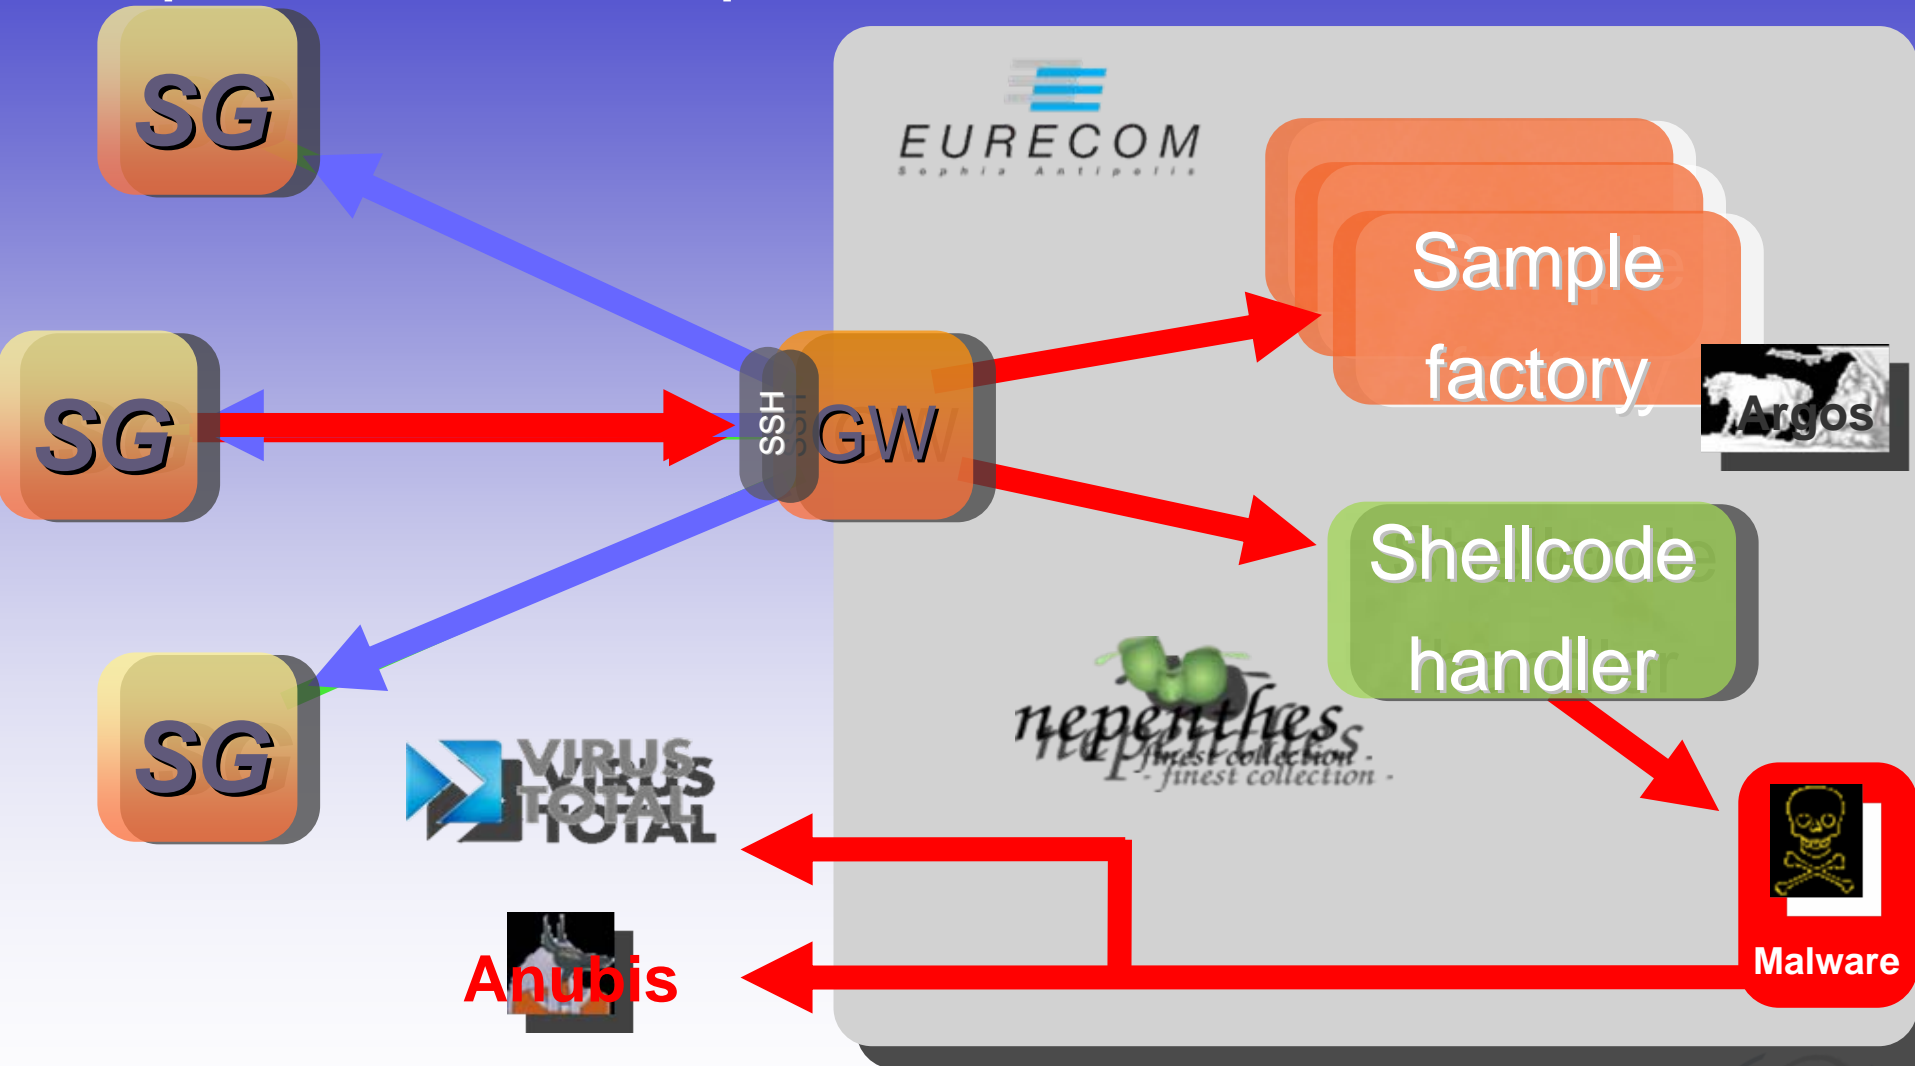 SG
EURECOM
Sophia Antipolis
Sample
factory
Argos
SG
SSH
GW
Shellcode
handler
nepenthes
- finest collection -
SG
VIRUS
TOTAL
Anubis
Malware